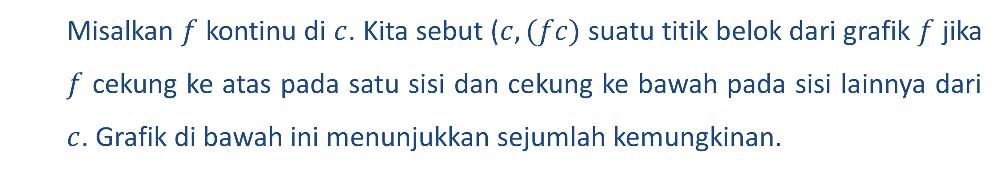 Misalkan 𝑓 kontinu di 𝑐. Kita sebut (𝑐, (𝑓𝑐) suatu titik belok dari grafik 𝑓 jika
𝑓 cekung ke atas pada satu sisi dan cekung ke bawah pada sisi lainnya dari
𝑐. Grafik di bawah ini menunjukkan sejumlah kemungkinan.